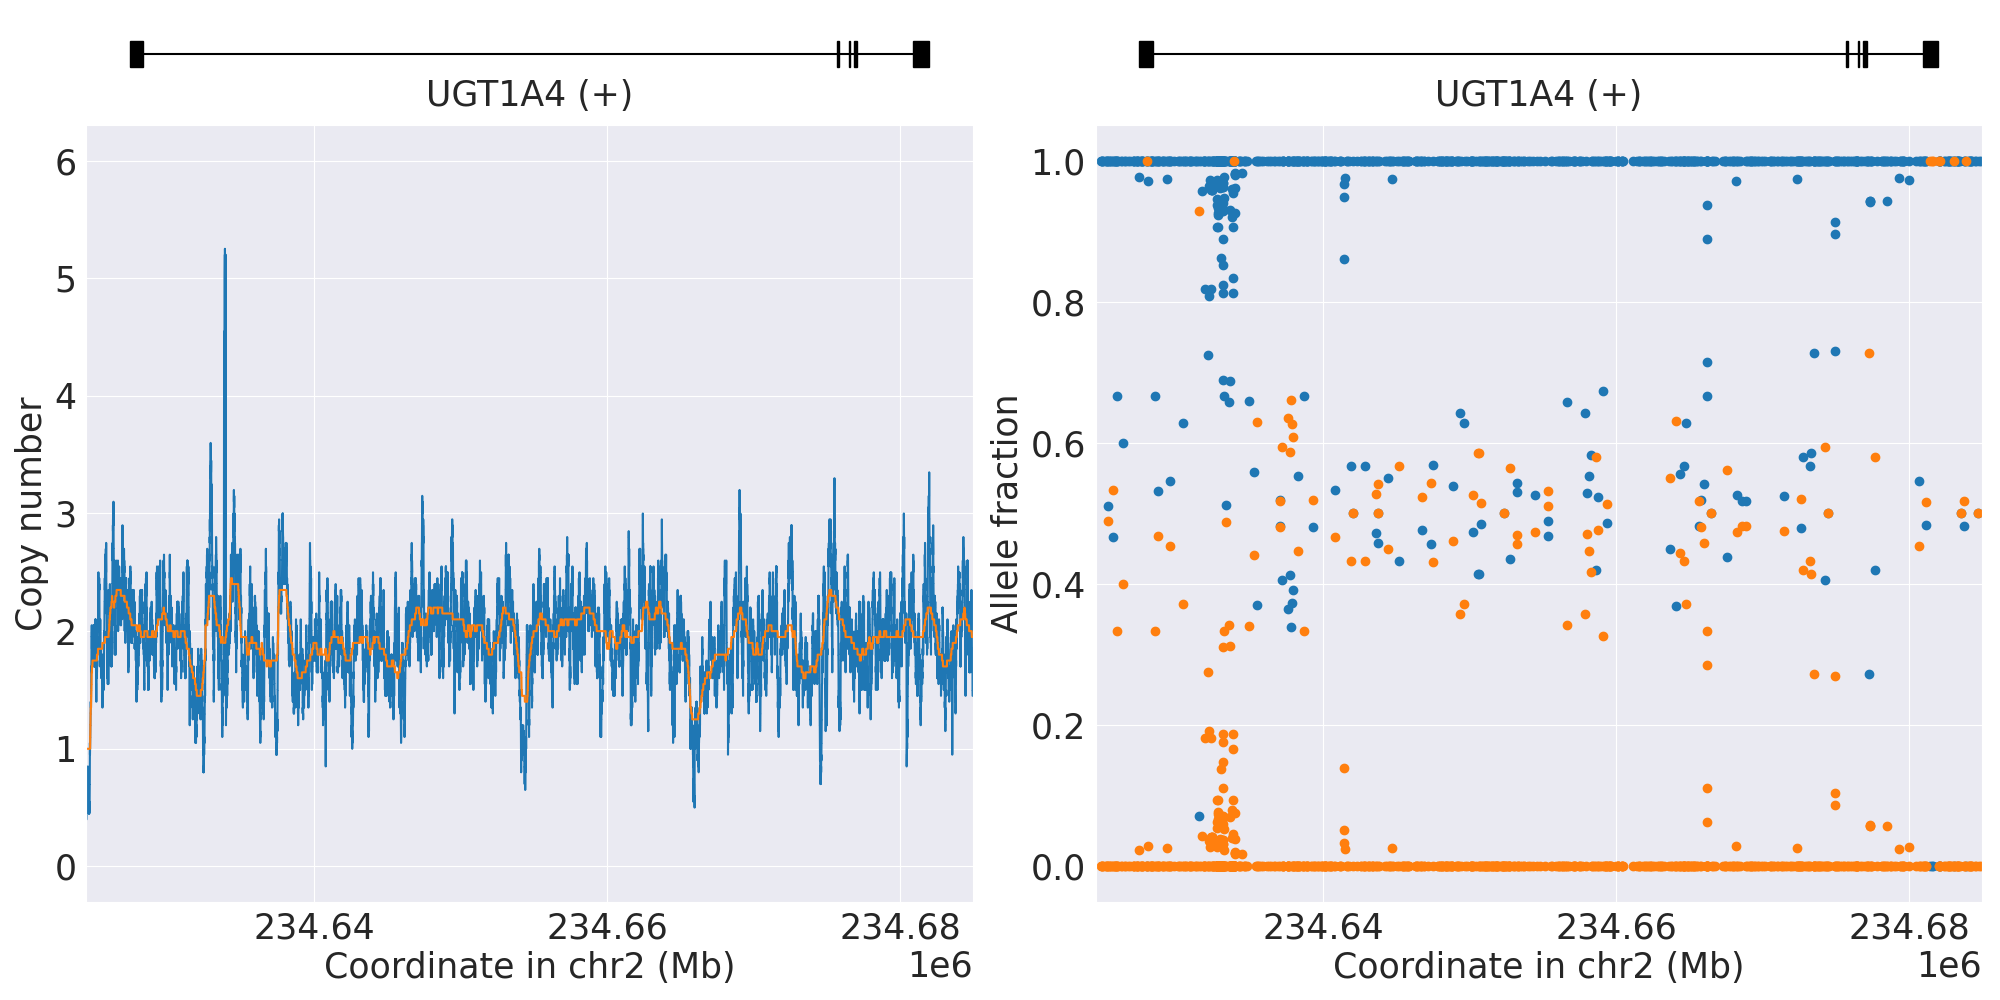 UGT1A4 (+)
Copy number
6
5
4
3
2
1
0
234.64 234.66 234.68
Coordinate in chr2 (Mb)
1e6
UGT1A4 (+)
Allele fraction
1.0
0.8
0.6
0.4
0.2
0.0
234.64 234.66 234.68
Coordinate in chr2 (Mb)
1e6